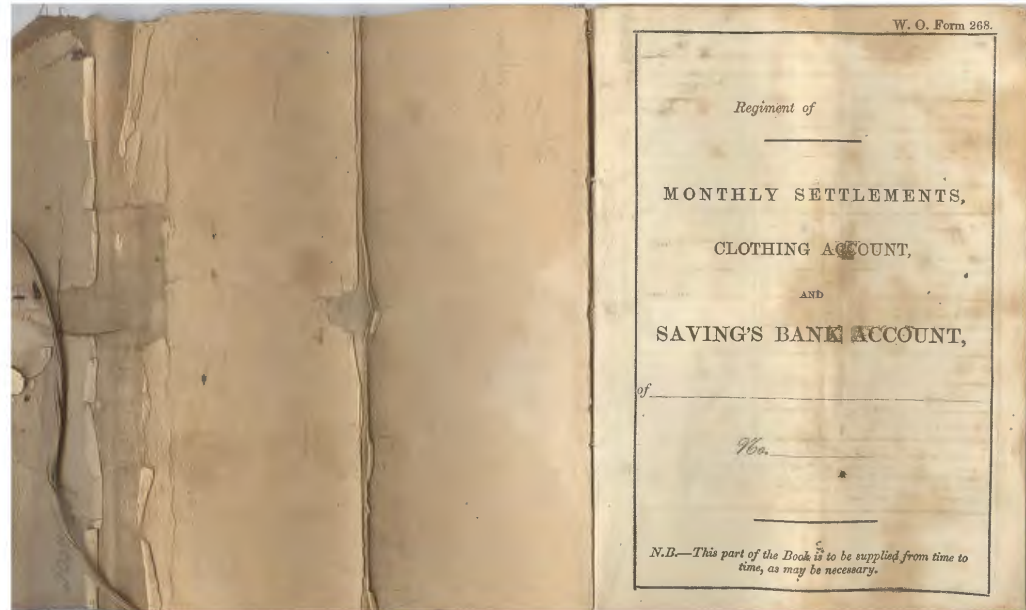 W. O. Form 268.
Regiment of
MONTHLY SETTLEMENTS,
CLOTHING ACCOUNT,
AND
SAVING'S BANK ACCOUNT,
of
No.
N.B.—This part of the Book is to be supplied from time to
time, as may be necessary.